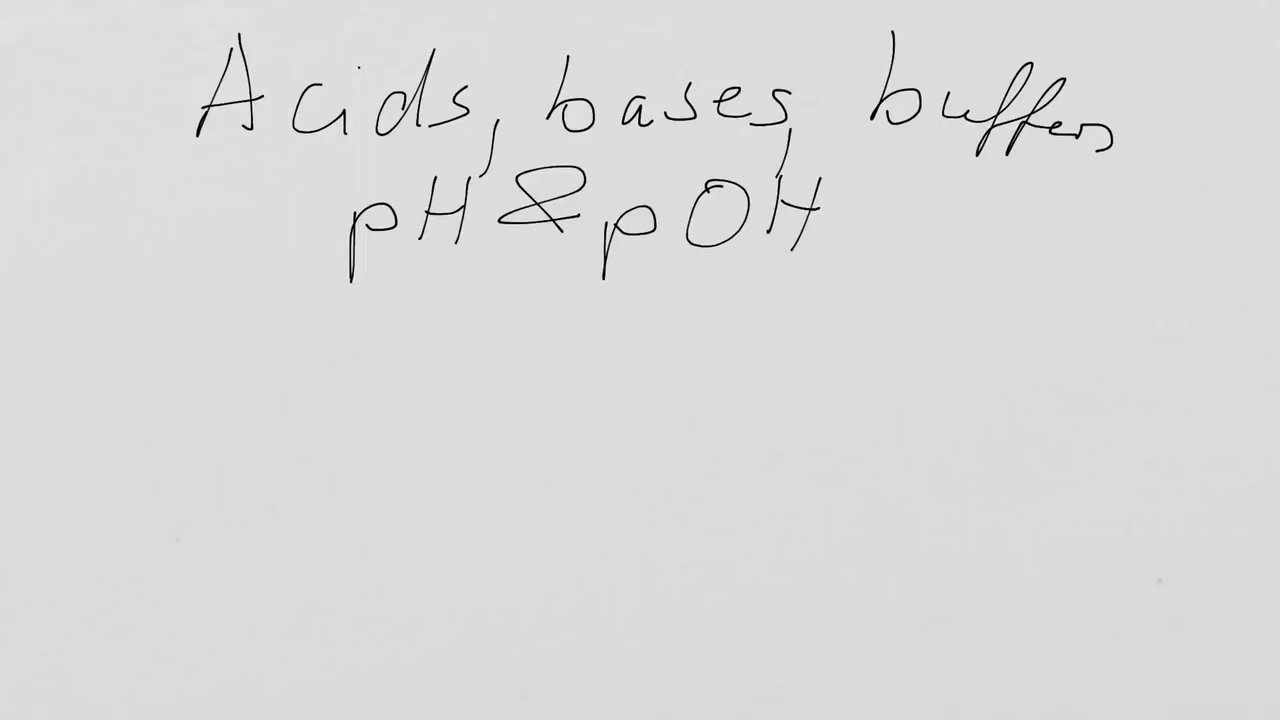 Acids, bases, buffers
pH & pOH